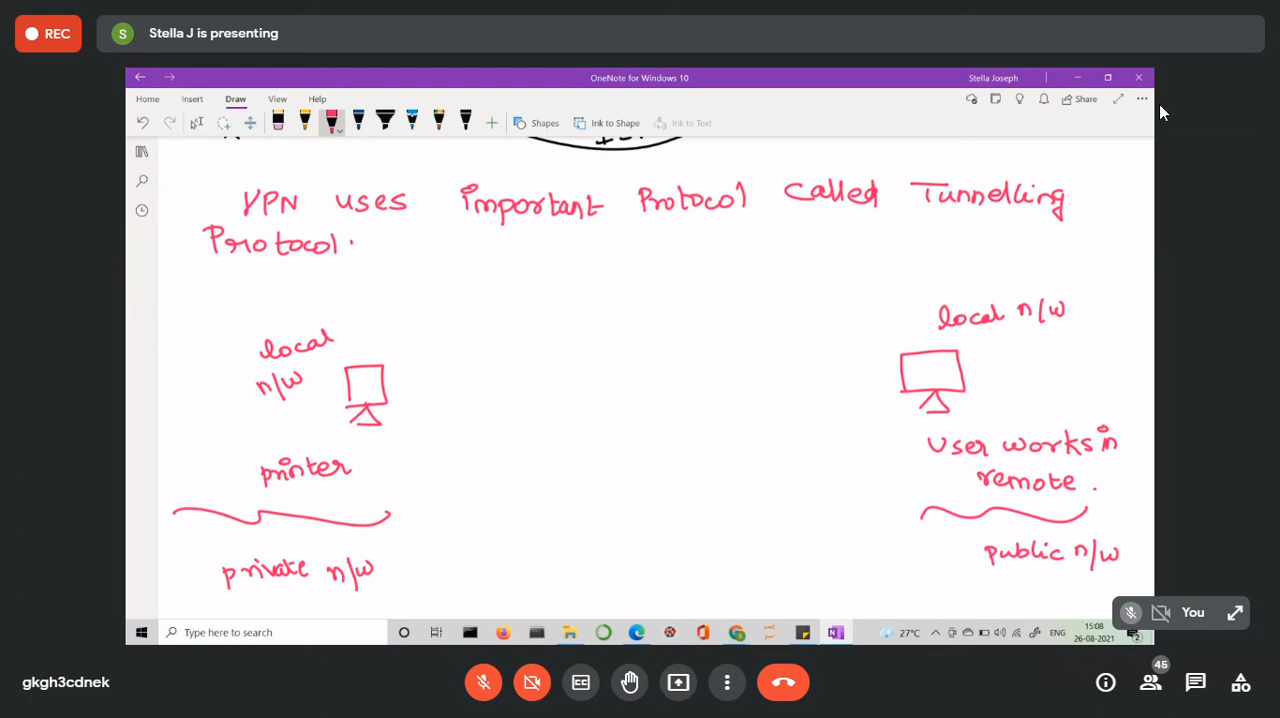 REC
S Stella J is presenting
OneNote for Windows 10
Stella Joseph
Home Insert Draw View Help
Share
Shapes Ink to Shape Ink to Text
VPN uses important Protocol called Tunnelling
Protocol.
local
n/w
printer
private n/w
local n/w
user works in
remote.
public n/w
You
Type here to search
27°C
ENG
15:08
26-08-2021
2
gkgh3cdnek
45